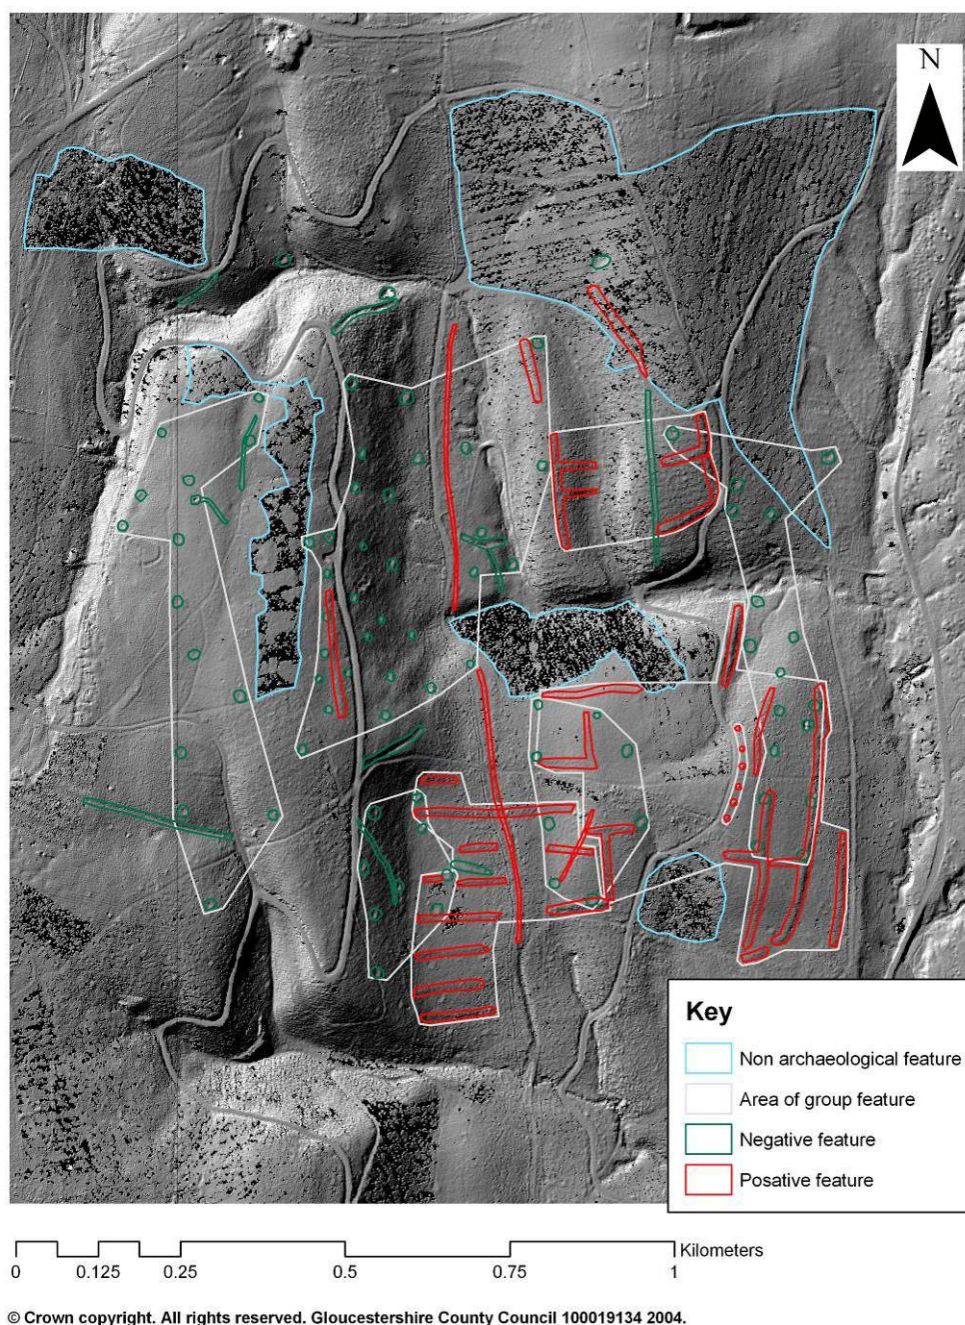 N
Key
Non archaeological feature
Area of group feature
Negative feature
Posative feature
Kilometers
0 0.125 0.25 0.5 0.75 1
© Crown copyright. All rights reserved. Gloucestershire County Council 100019134 2004.